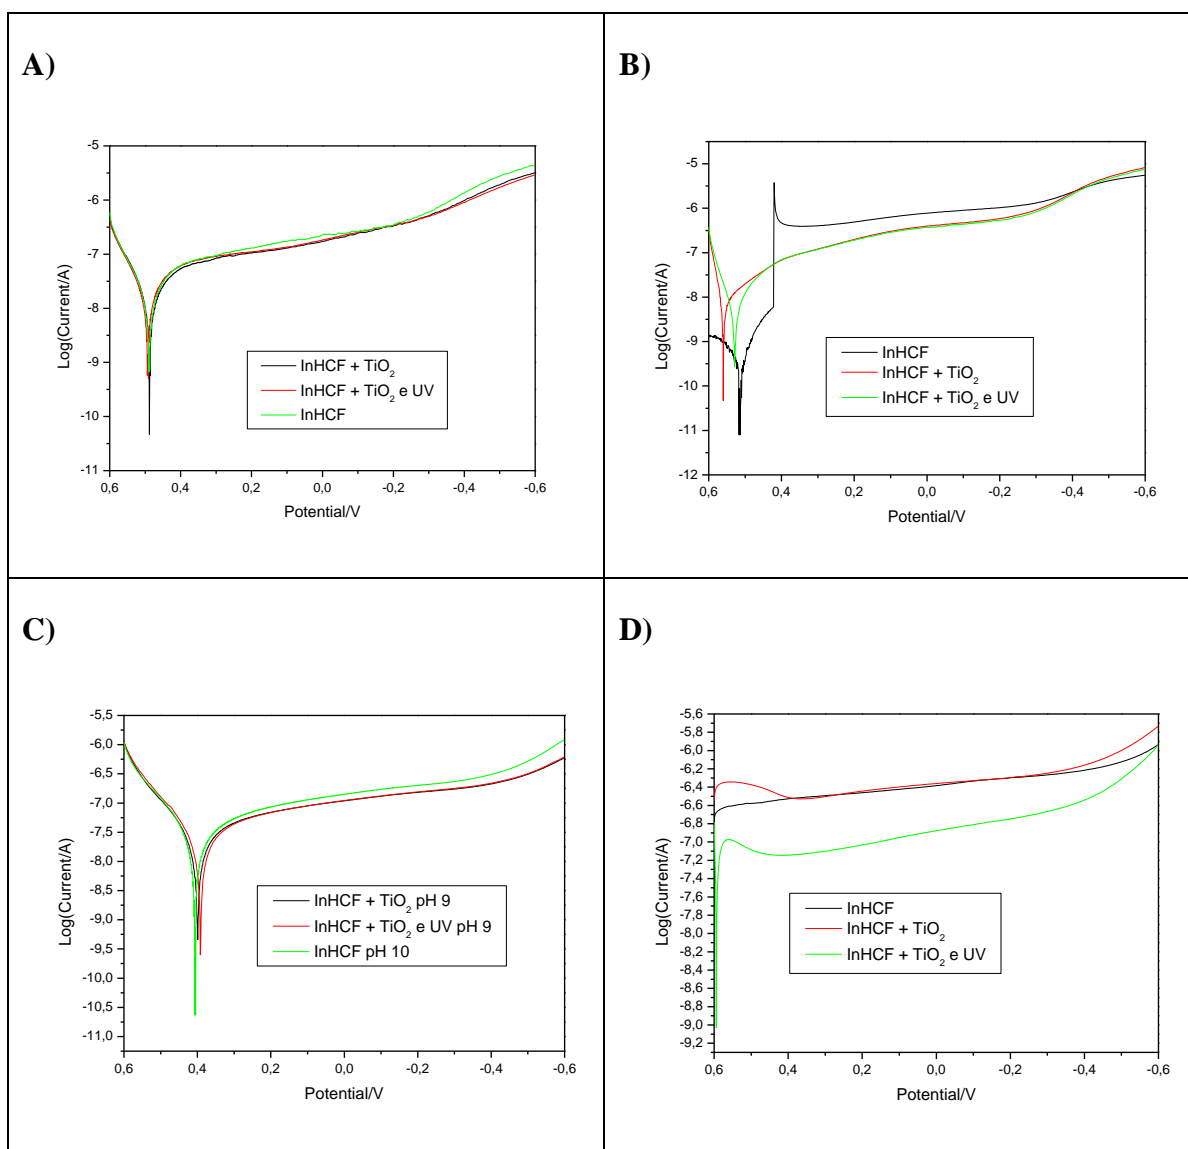 A)
-5
-6
-7
-8
-9
-10
-11
Log(Current/A)
InHCF + TiO2
InHCF + TiO2 e UV
InHCF
0,6 0,4 0,2 0,0 -0,2 -0,4 -0,6
Potential/V
B)
-5
-6
-7
-8
-9
-10
-11
-12
Log(Current/A)
InHCF
InHCF + TiO2
InHCF + TiO2 e UV
0,6 0,4 0,2 0,0 -0,2 -0,4 -0,6
Potential/V
C)
-5,5
-6,0
-6,5
-7,0
-7,5
-8,0
-8,5
-9,0
-9,5
-10,0
-10,5
-11,0
Log(Current/A)
InHCF + TiO2 pH 9
InHCF + TiO2 e UV pH 9
InHCF pH 10
0,6 0,4 0,2 0,0 -0,2 -0,4 -0,6
Potential/V
D)
-5,6
-5,8
-6,0
-6,2
-6,4
-6,6
-6,8
-7,0
-7,2
-7,4
-7,6
-7,8
-8,0
-8,2
-8,4
-8,6
-8,8
-9,0
-9,2
Log(Current/A)
InHCF
InHCF + TiO2
InHCF + TiO2 e UV
0,6 0,4 0,2 0,0 -0,2 -0,4 -0,6
Potential/V